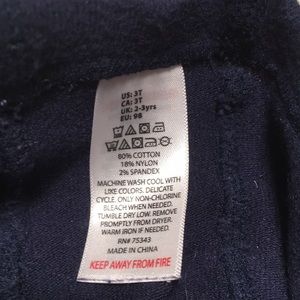 US: 3T
CA: 3T
UK: 2-3yrs
EU: 98
80% COTTON
18% NYLON
2% SPANDEX
MACHINE WASH COOL WITH
LIKE COLORS. DELICATE
CYCLE. ONLY NON-CHLORINE
BLEACH WHEN NEEDED.
TUMBLE DRY LOW. REMOVE
PROMPTLY FROM DRYER.
WARM IRON IF NEEDED.
RN# 75343
MADE IN CHINA
KEEP AWAY FROM FIRE